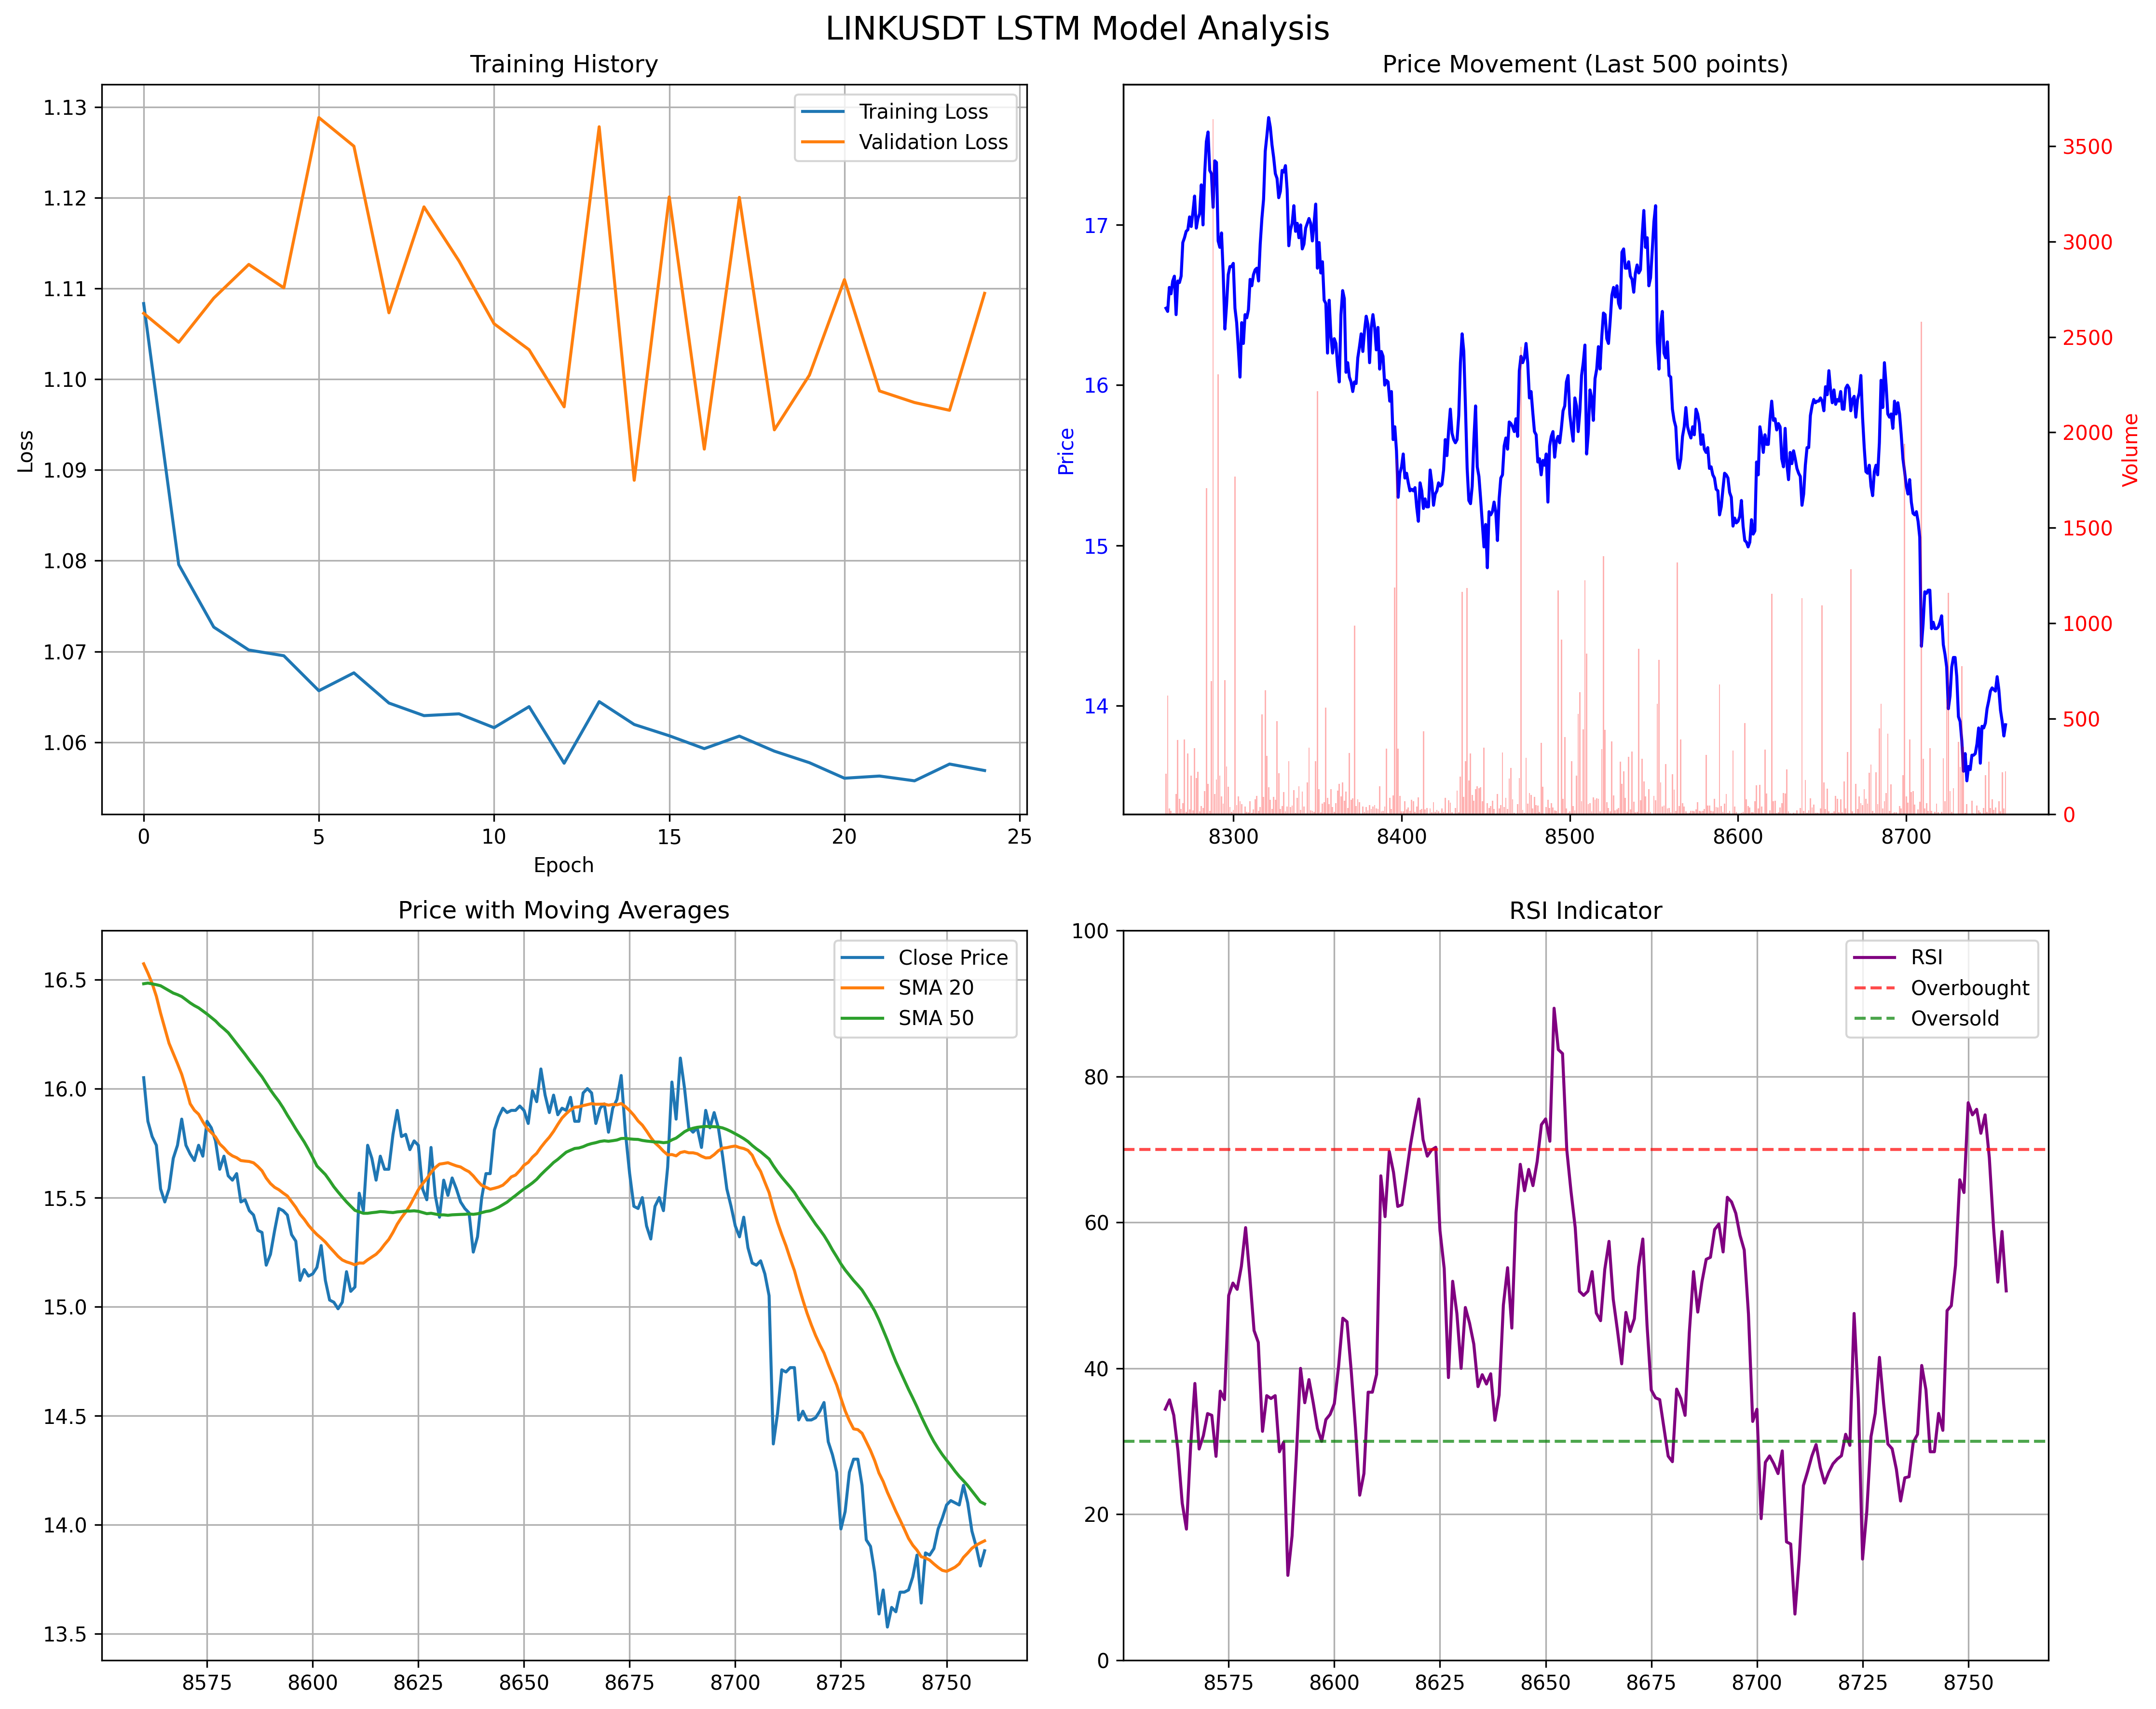 LINKUSDT LSTM Model Analysis
Training History
1.13
1.12
1.11
1.10
1.09
1.08
1.07
1.06
Loss
0 5 10 15 20 25
Epoch
Training Loss
Validation Loss
Price Movement (Last 500 points)
17
16
15
14
Price
3500
3000
2500
2000
1500
1000
500
0
Volume
8300 8400 8500 8600 8700
Price with Moving Averages
16.5
16.0
15.5
15.0
14.5
14.0
13.5
8575 8600 8625 8650 8675 8700 8725 8750
Close Price
SMA 20
SMA 50
RSI Indicator
100
80
60
40
20
0
8575 8600 8625 8650 8675 8700 8725 8750
RSI
Overbought
Oversold